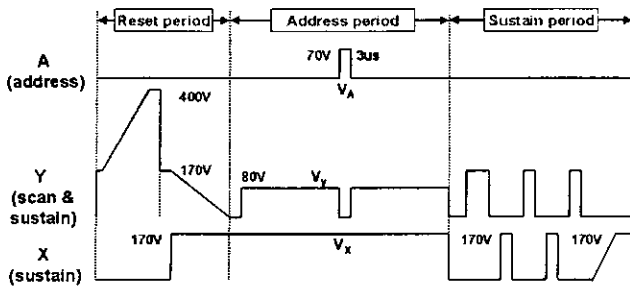 Reset period
Address period
Sustain period
A
(address)
70V
3us
V_A
400V
170V
Y
(scan &
sustain)
80V
V_y
X
(sustain)
170V
V_x
170V
170V